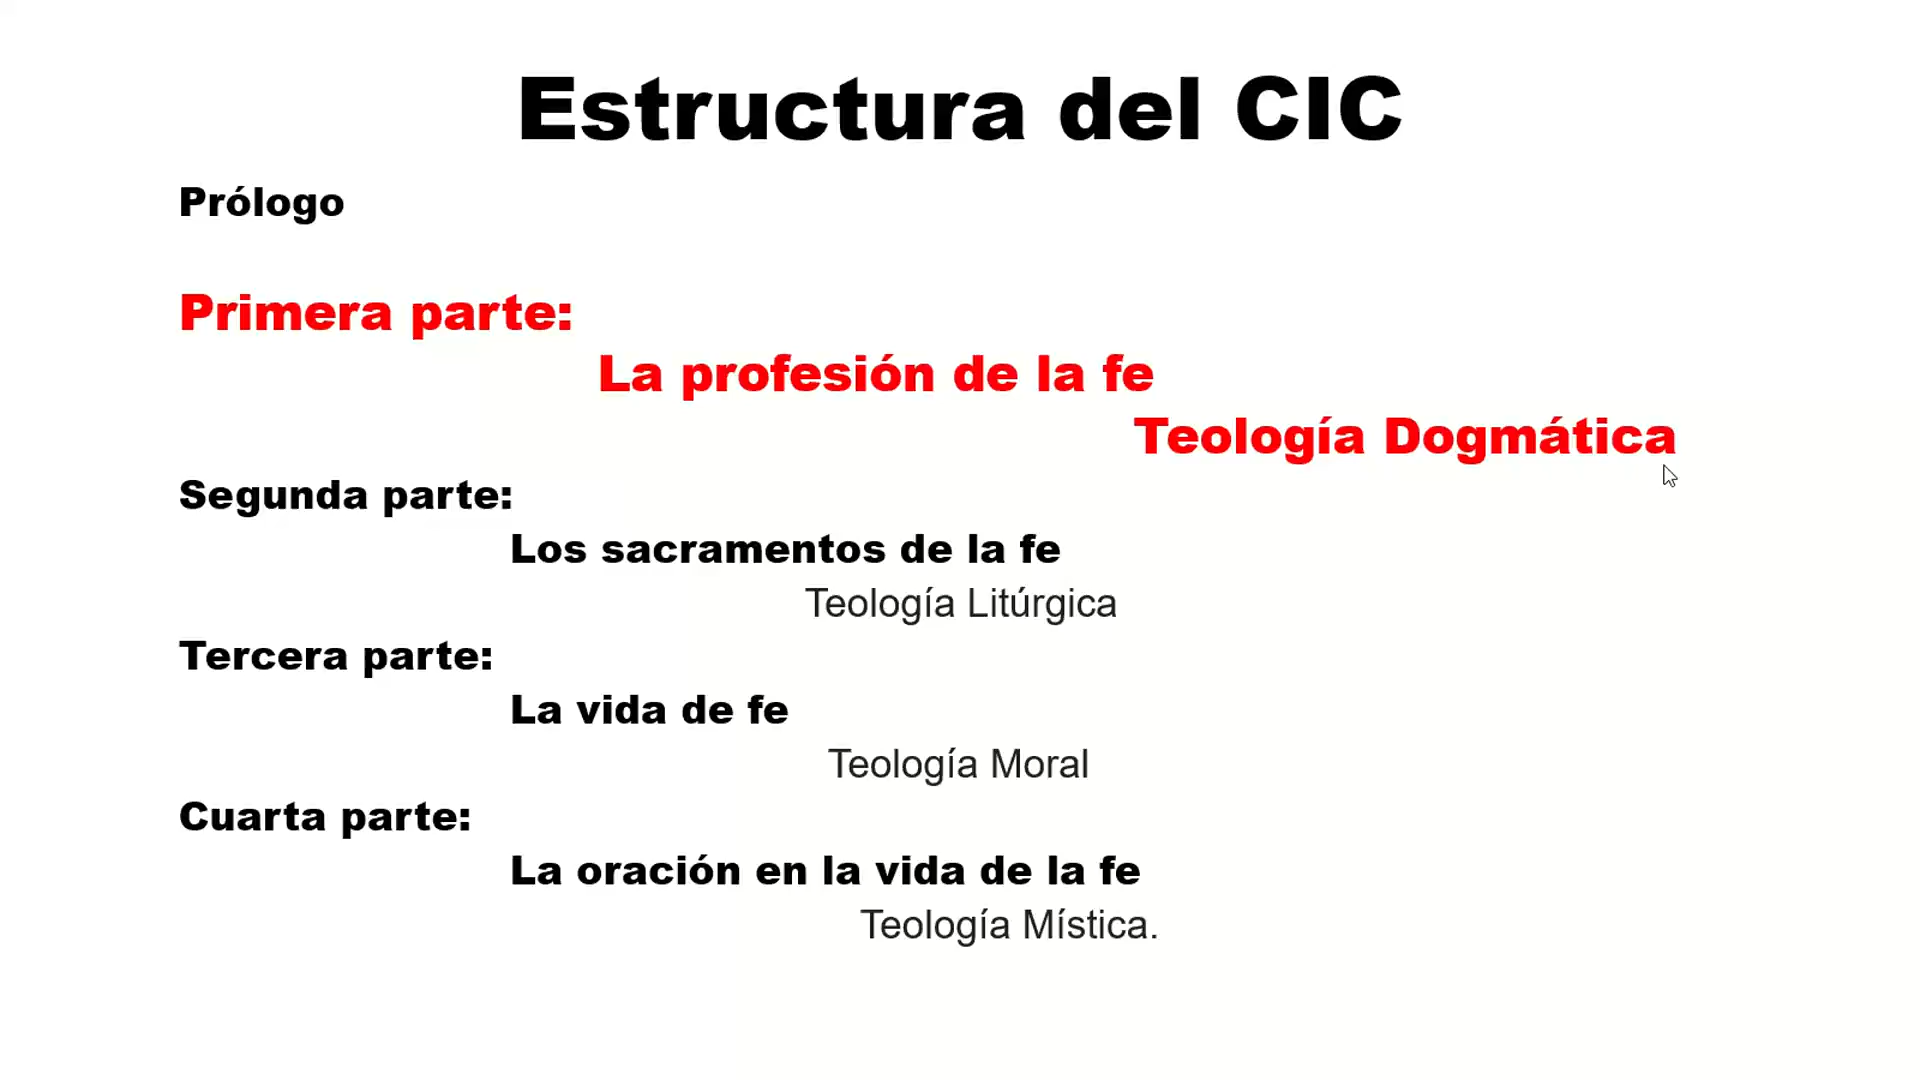 Estructura del CIC
Prólogo
Primera parte:
La profesión de la fe
Teología Dogmática
Segunda parte:
Los sacramentos de la fe
Teología Litúrgica
Tercera parte:
La vida de fe
Teología Moral
Cuarta parte:
La oración en la vida de la fe
Teología Mística.